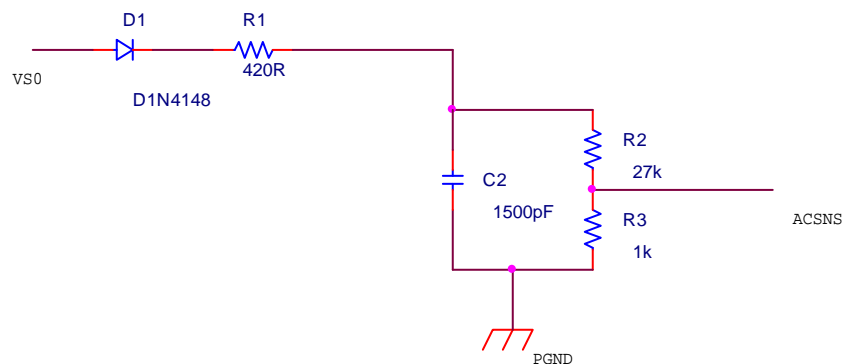 D1
R1
VS0
420R
D1N4148
R2
27k
C2
1500pF
R3
1k
ACSNS
PGND